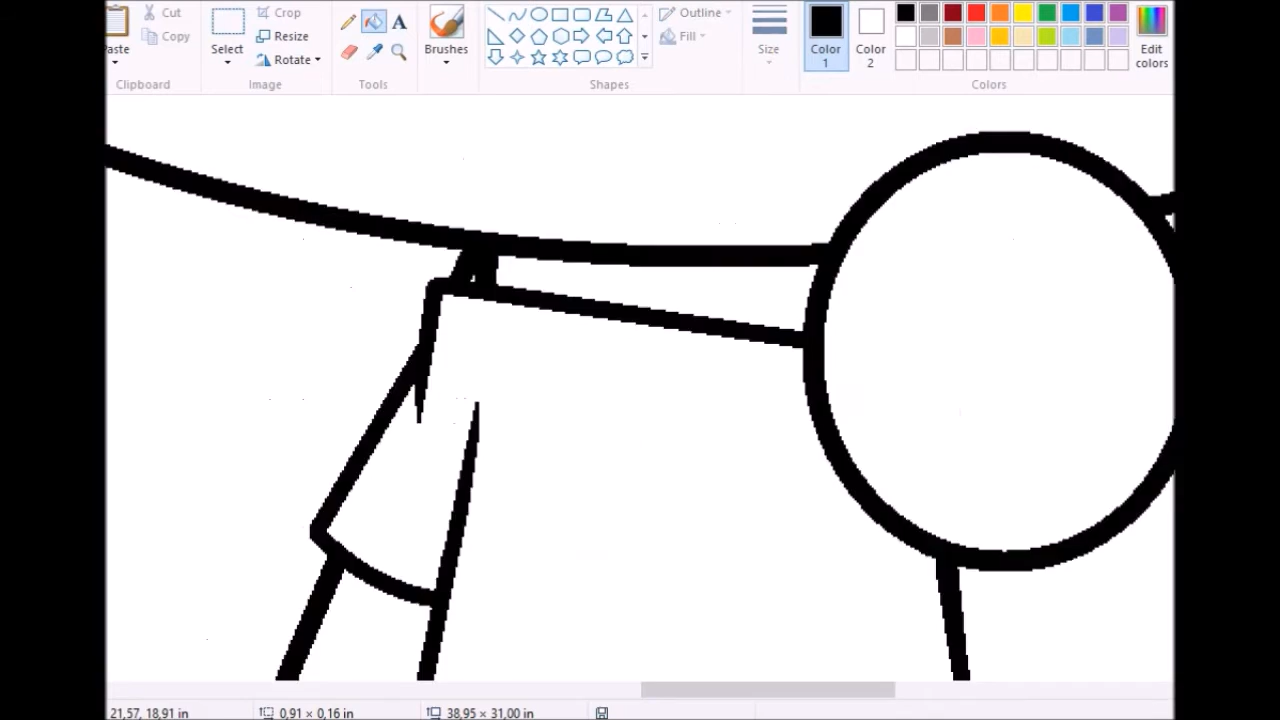 Cut
Crop
Outline
Fill
Copy
Resize
Rotate
aste
Select
A
Brushes
Size
Color 1
Color 2
Edit colors
Clipboard
Image
Tools
Shapes
Colors
21,57, 18,91 in
0,91 × 0,16 in
38,95 × 31,00 in